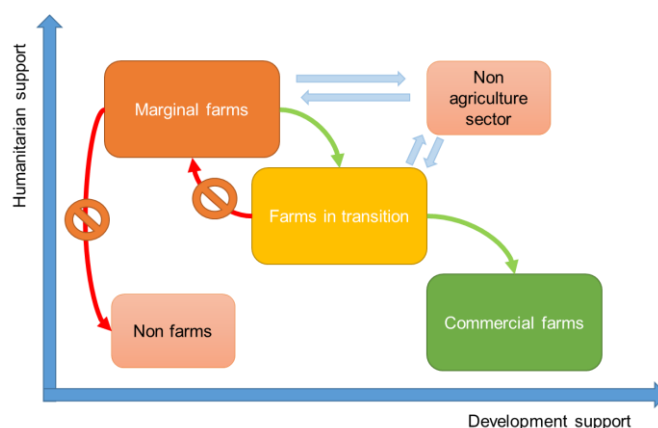 Humanitarian support
Marginal farms
Non
agriculture
sector
Farms in transition
Non farms
Commercial farms
Development support